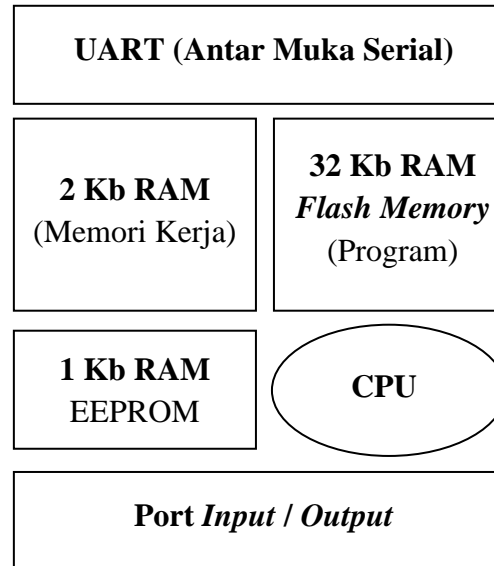 UART (Antar Muka Serial)
2 Kb RAM
(Memori Kerja)
32 Kb RAM
Flash Memory
(Program)
1 Kb RAM
EEPROM
CPU
Port Input / Output